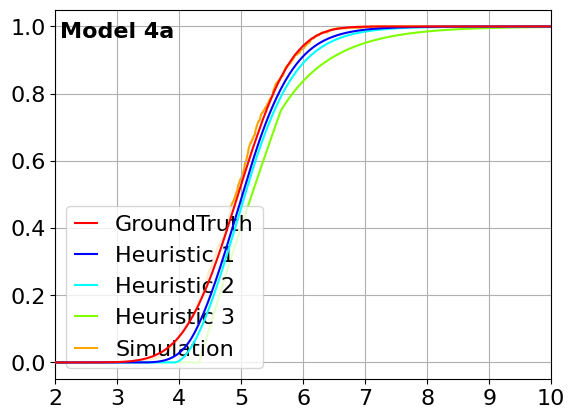 Model 4a
1.0
0.8
0.6
0.4
0.2
0.0
GroundTruth
Heuristic 1
Heuristic 2
Heuristic 3
Simulation
2 3 4 5 6 7 8 9 10